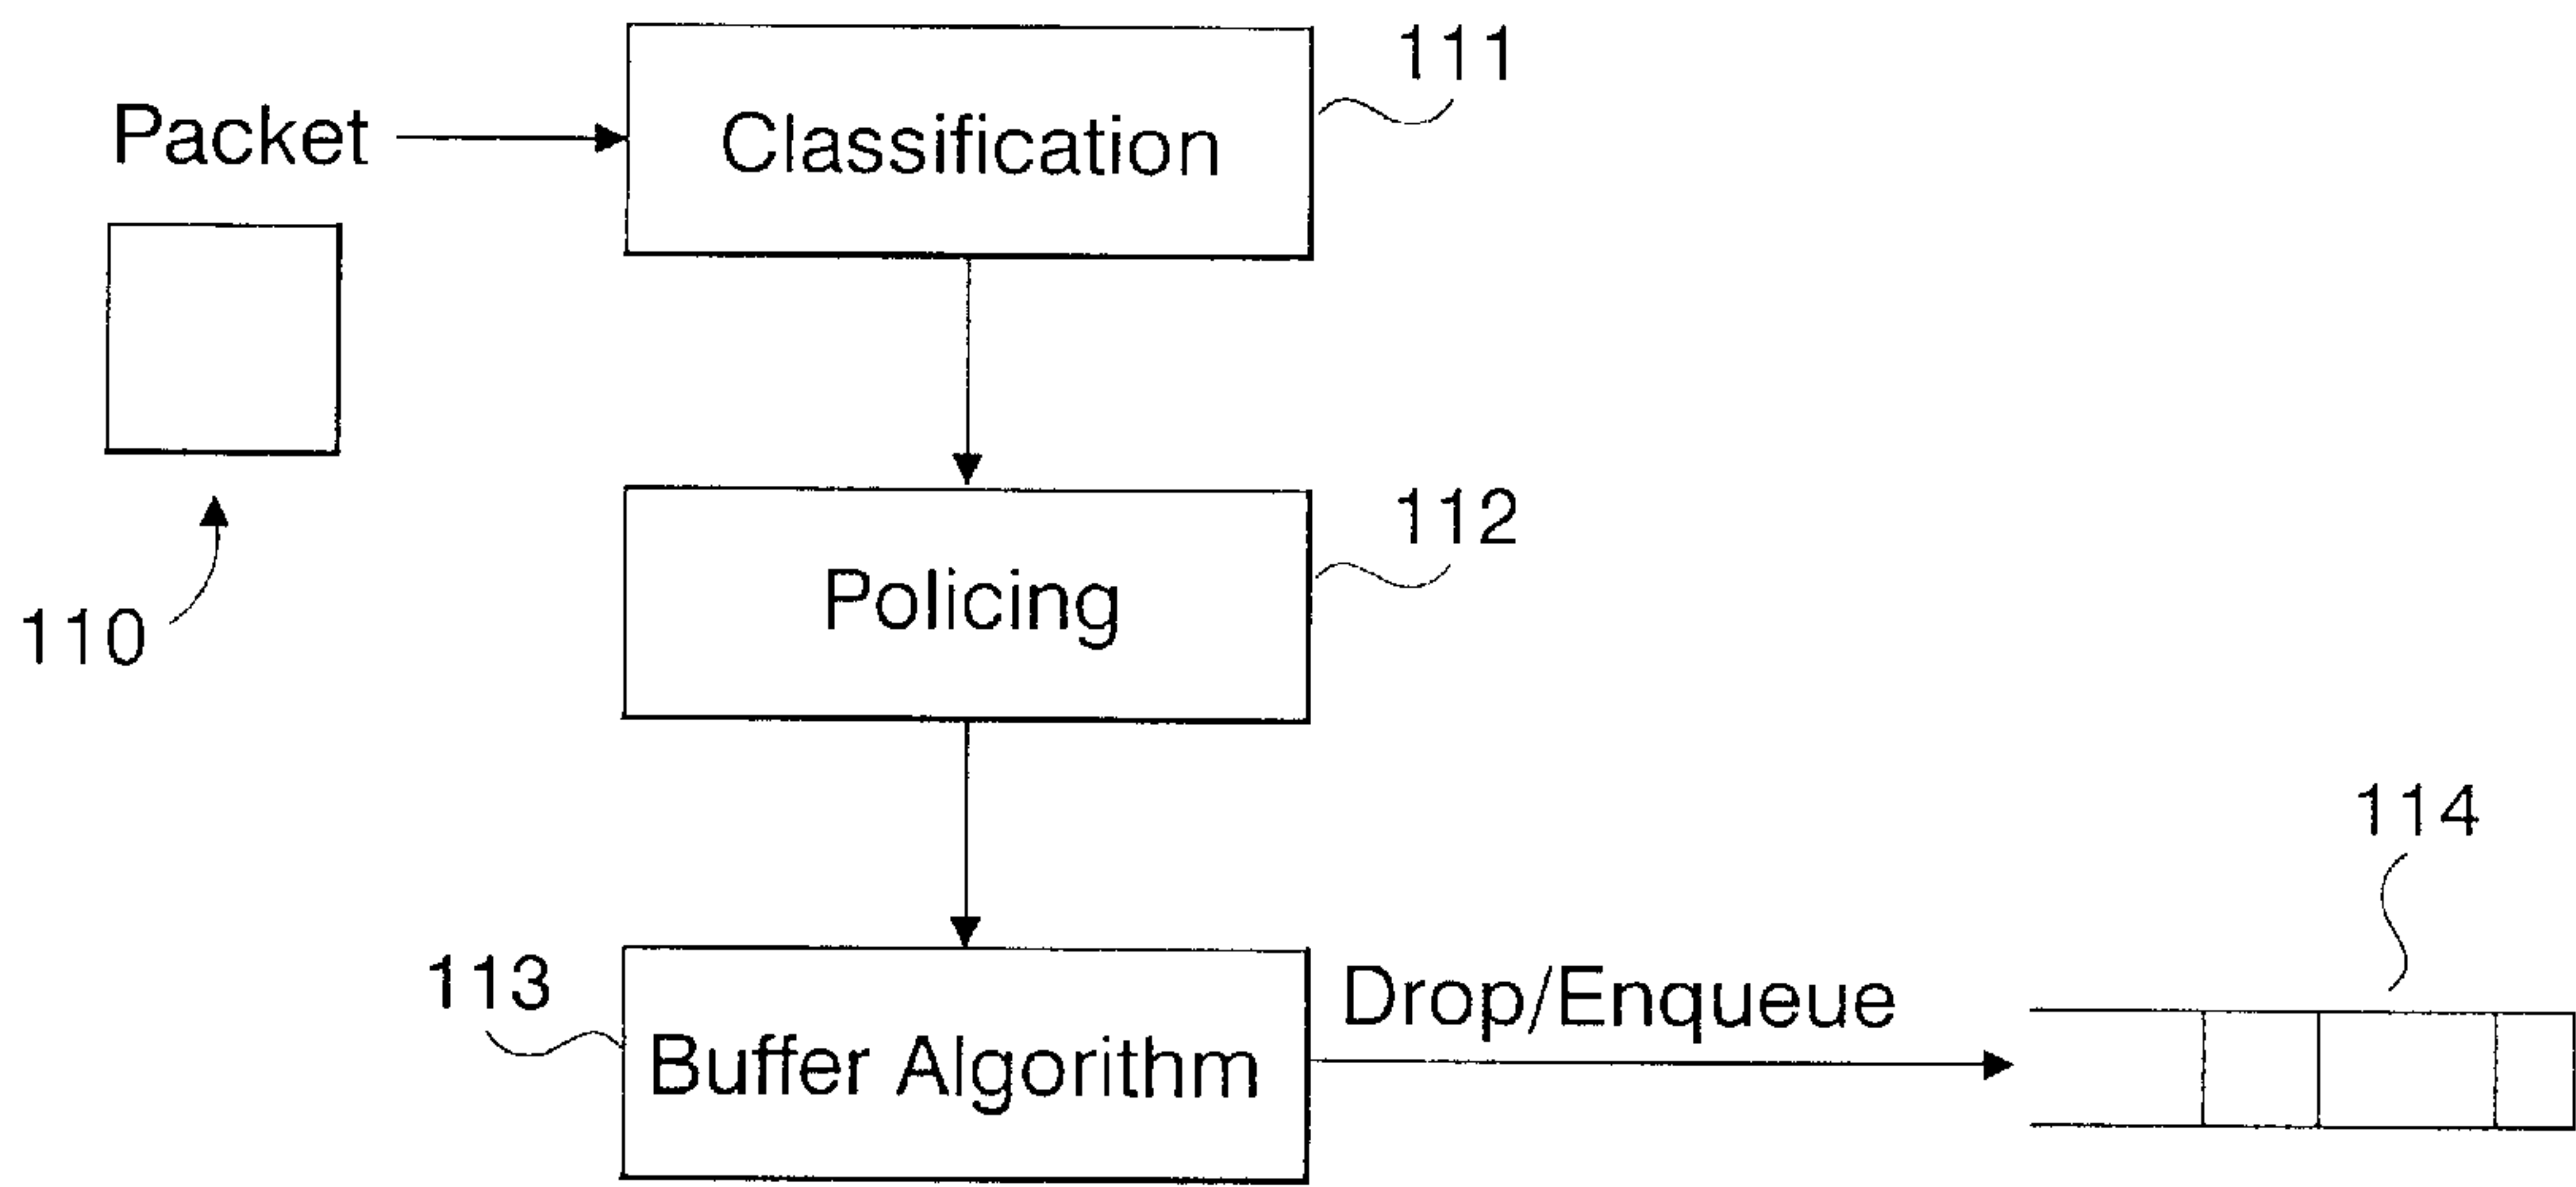 111
Packet
Classification
112
Policing
110
114
113
Drop/Enqueue
Buffer Algorithm